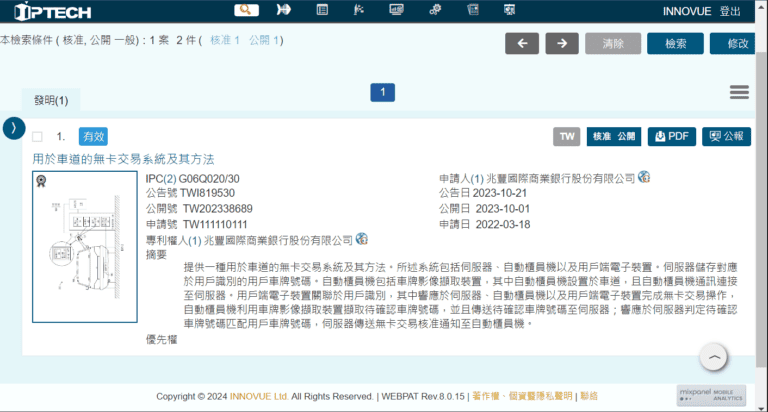 IPTECH
INNOVUE 登出
本檢索條件 ( 核准, 公開 一般) : 1 案 2 件 ( 核准 1 公開 1)
清除 檢索 修改
1
發明(1)
1. 有效 TW 核准 公開 PDF 公報
用於車道的無卡交易系統及其方法
IPC(2) G06Q020/30
申請人(1) 兆豐國際商業銀行股份有限公司
公告號 TWI819530
公告日 2023-10-21
公開號 TW202338689
公開日 2023-10-01
申請號 TW111110111
申請日 2022-03-18
專利權人(1) 兆豐國際商業銀行股份有限公司
摘要
提供一種用於車道的無卡交易系統及其方法。所述系統包括伺服器、自動櫃員機以及用戶端電子裝置。伺服器儲存對應
於用戶識別的用戶車牌號碼。自動櫃員機包括車牌影像擷取裝置，其中自動櫃員機設置於車道，且自動櫃員機通訊連接
至伺服器。用戶端電子裝置關聯於用戶識別，其中響應於伺服器、自動櫃員機以及用戶端電子裝置完成無卡交易操作，
自動櫃員機利用車牌影像擷取裝置擷取待確認車牌號碼，並且傳送待確認車牌號碼至伺服器；響應於伺服器判定待確認
車牌號碼匹配用戶車牌號碼，伺服器傳送無卡交易核准通知至自動櫃員機。
優先權
Copyright © 2024 INNOVUE Ltd. All Rights Reserved. | WEBPAT Rev.8.0.15 | 著作權、個資暨隱私聲明 | 聯絡
mixpanel MOBILE ANALYTICS